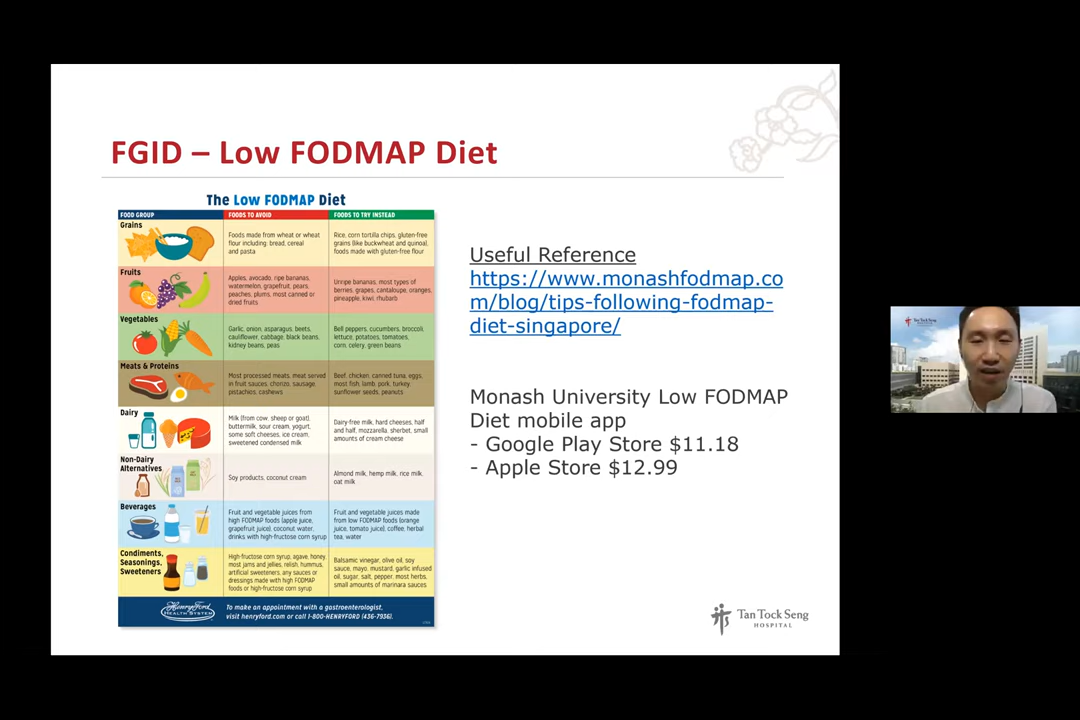 FGID – Low FODMAP Diet
The Low FODMAP Diet
FOOD GROUP
FOODS TO AVOID
FOODS TO TRY INSTEAD
Grains
Foods made from wheat or wheat
flour including: bread, cereal
and pasta
Rice, corn tortilla chips, gluten-free
grains (like buckwheat and quinoa),
foods made with gluten-free flour
Fruits
Apples, avocado, ripe bananas,
watermelon, grapefruit, pears,
peaches, plums, most canned or
dried fruits
Unripe bananas, most types of
berries, grapes, cantaloupe, oranges,
pineapple, kiwi, rhubarb
Vegetables
Garlic, onion, asparagus, beets,
cauliflower, cabbage, black beans,
kidney beans, peas
Bell peppers, cucumbers, broccoli,
lettuce, potatoes, tomatoes,
corn, celery, green beans
Meats & Proteins
Most processed meats, meat served
in fruit sauces, chorizo, sausage,
pistachios, cashews
Beef, chicken, canned tuna, eggs,
most fish, lamb, pork, turkey,
sunflower seeds, peanuts
Dairy
Milk (from cow, sheep or goat),
buttermilk, sour cream, yogurt,
some soft cheeses, ice cream,
sweetened condensed milk
Dairy-free milk, hard cheeses, half
and half, mozzarella, sherbet, small
amounts of cream cheese
Non-Dairy
Alternatives
Soy products, coconut cream
Almond milk, hemp milk, rice milk,
oat milk
Beverages
Fruit and vegetable juices from
high FODMAP foods (apple juice,
grapefruit juice), coconut water,
drinks with high-fructose corn syrup
Fruit and vegetable juices made
from low FODMAP foods (orange
juice, tomato juice), coffee, herbal
tea, water
Condiments,
Seasonings,
Sweeteners
High-fructose corn syrup, agave, honey
most jams and jellies, relish, hummus,
artificial sweeteners, any sauces or
dressings made with high FODMAP
foods or high-fructose corn syrup
Balsamic vinegar, olive oil, soy
sauce, mayo, mustard, garlic infused
oil, sugar, salt, pepper, most herbs,
small amounts of marinara sauces
Henry Ford
HEALTH SYSTEM
To make an appointment with a gastroenterologist,
visit henryford.com or call 1-800-HENRYFORD (436-7936).
Useful Reference
https://www.monashfodmap.co
m/blog/tips-following-fodmap-
diet-singapore/
Monash University Low FODMAP
Diet mobile app
- Google Play Store $11.18
- Apple Store $12.99
Tan Tock Seng
HOSPITAL
Tan Tock Seng